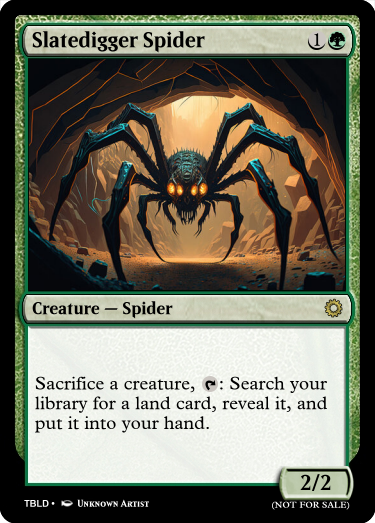 Slatedigger Spider 1
Creature — Spider
Sacrifice a creature, : Search your
library for a land card, reveal it, and
put it into your hand.
2/2
TBLD • Unknown Artist
(NOT FOR SALE)